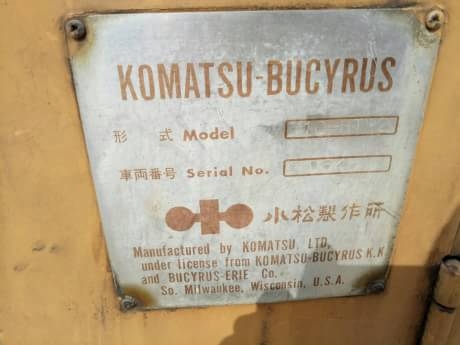 KOMATSU-BUCYRUS
形 式 Model
車両番号 Serial No.
小松製作所
Manufactured by KOMATSU, LTD.
under license from KOMATSU-BUCYRUS K.K
and BUCYRUS-ERIE Co.
So. Milwaukee, Wisconsin, U.S.A.